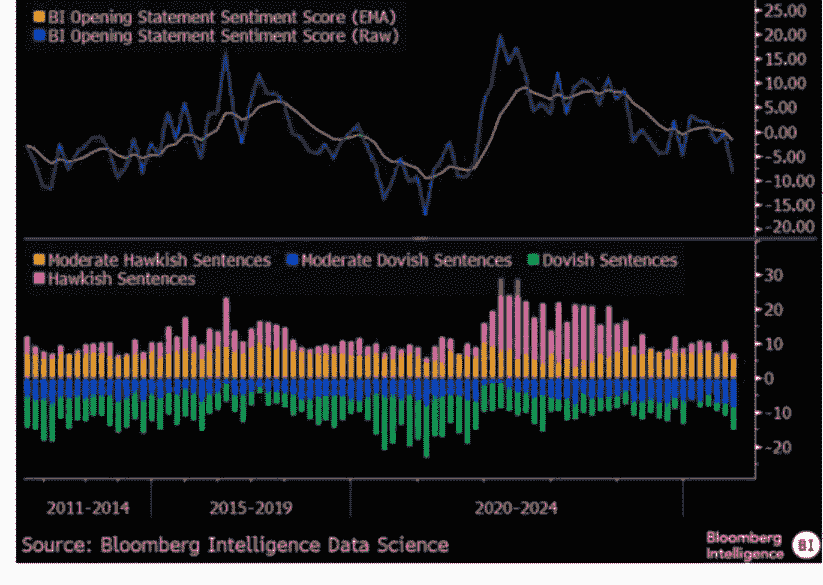 BI Opening Statement Sentiment Score (EMA)
BI Opening Statement Sentiment Score (Raw)
25.00
20.00
15.00
10.00
5.00
0.00
-5.00
-10.00
-15.00
-20.00
Moderate Hawkish Sentences Moderate Dovish Sentences Dovish Sentences
Hawkish Sentences
30
20
10
0
-10
-20
2011-2014 2015-2019 2020-2024
Source: Bloomberg Intelligence Data Science
Bloomberg
Intelligence
BI